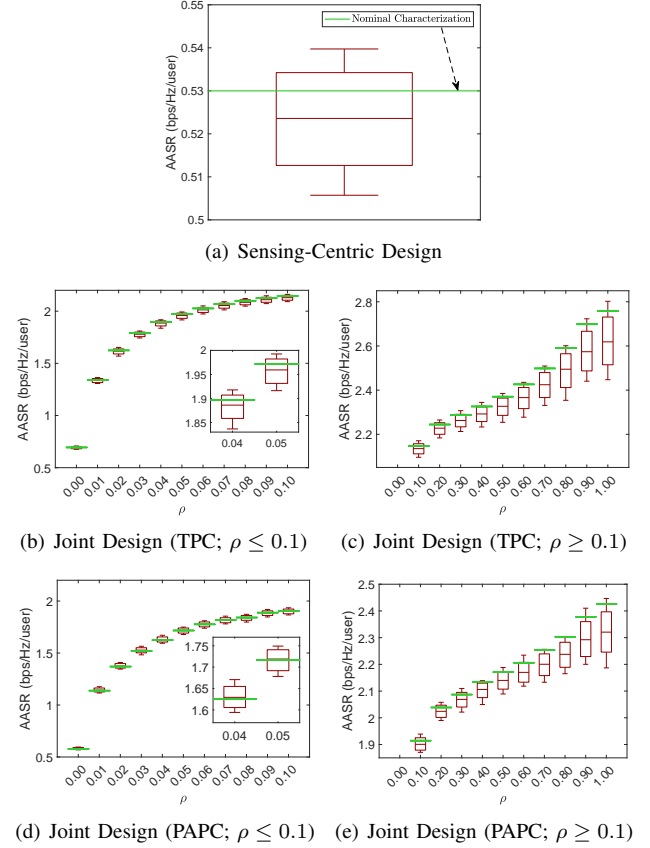 0.55
0.54
0.53
0.52
0.51
0.5
AASR (bps/Hz/user)
Nominal Characterization
(a) Sensing-Centric Design
2
1.5
1
0.5
AASR (bps/Hz/user)
2
1.95
1.9
1.85
0.04 0.05
0.00 0.01 0.02 0.03 0.04 0.05 0.06 0.07 0.08 0.09 0.10
ρ
(b) Joint Design (TPC; ρ ≤ 0.1)
2.8
2.6
2.4
2.2
AASR (bps/Hz/user)
0.00 0.10 0.20 0.30 0.40 0.50 0.60 0.70 0.80 0.90 1.00
ρ
(c) Joint Design (TPC; ρ ≥ 0.1)
2
1.5
1
0.5
AASR (bps/Hz/user)
1.75
1.7
1.65
1.6
0.04 0.05
0.00 0.01 0.02 0.03 0.04 0.05 0.06 0.07 0.08 0.09 0.10
ρ
(d) Joint Design (PAPC; ρ ≤ 0.1)
2.5
2.4
2.3
2.2
2.1
2
1.9
AASR (bps/Hz/user)
0.00 0.10 0.20 0.30 0.40 0.50 0.60 0.70 0.80 0.90 1.00
ρ
(e) Joint Design (PAPC; ρ ≥ 0.1)